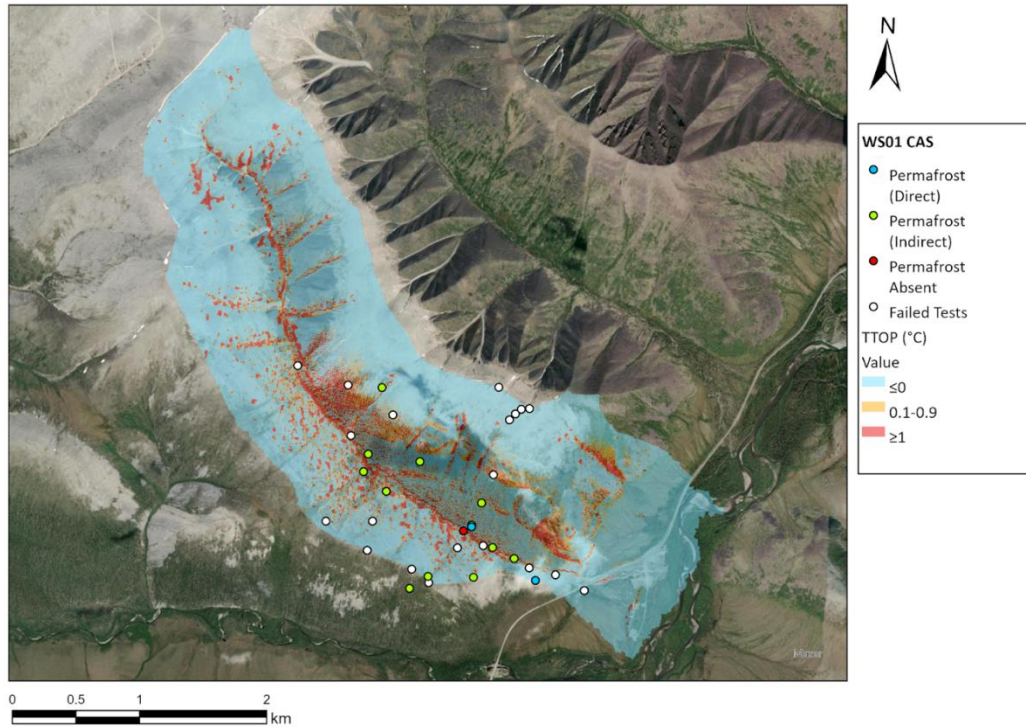 N
WS01 CAS
Permafrost
(Direct)
Permafrost
(Indirect)
Permafrost
Absent
Failed Tests
TTOP (°C)
Value
≤0
0.1-0.9
≥1
0 0.5 1 2
km